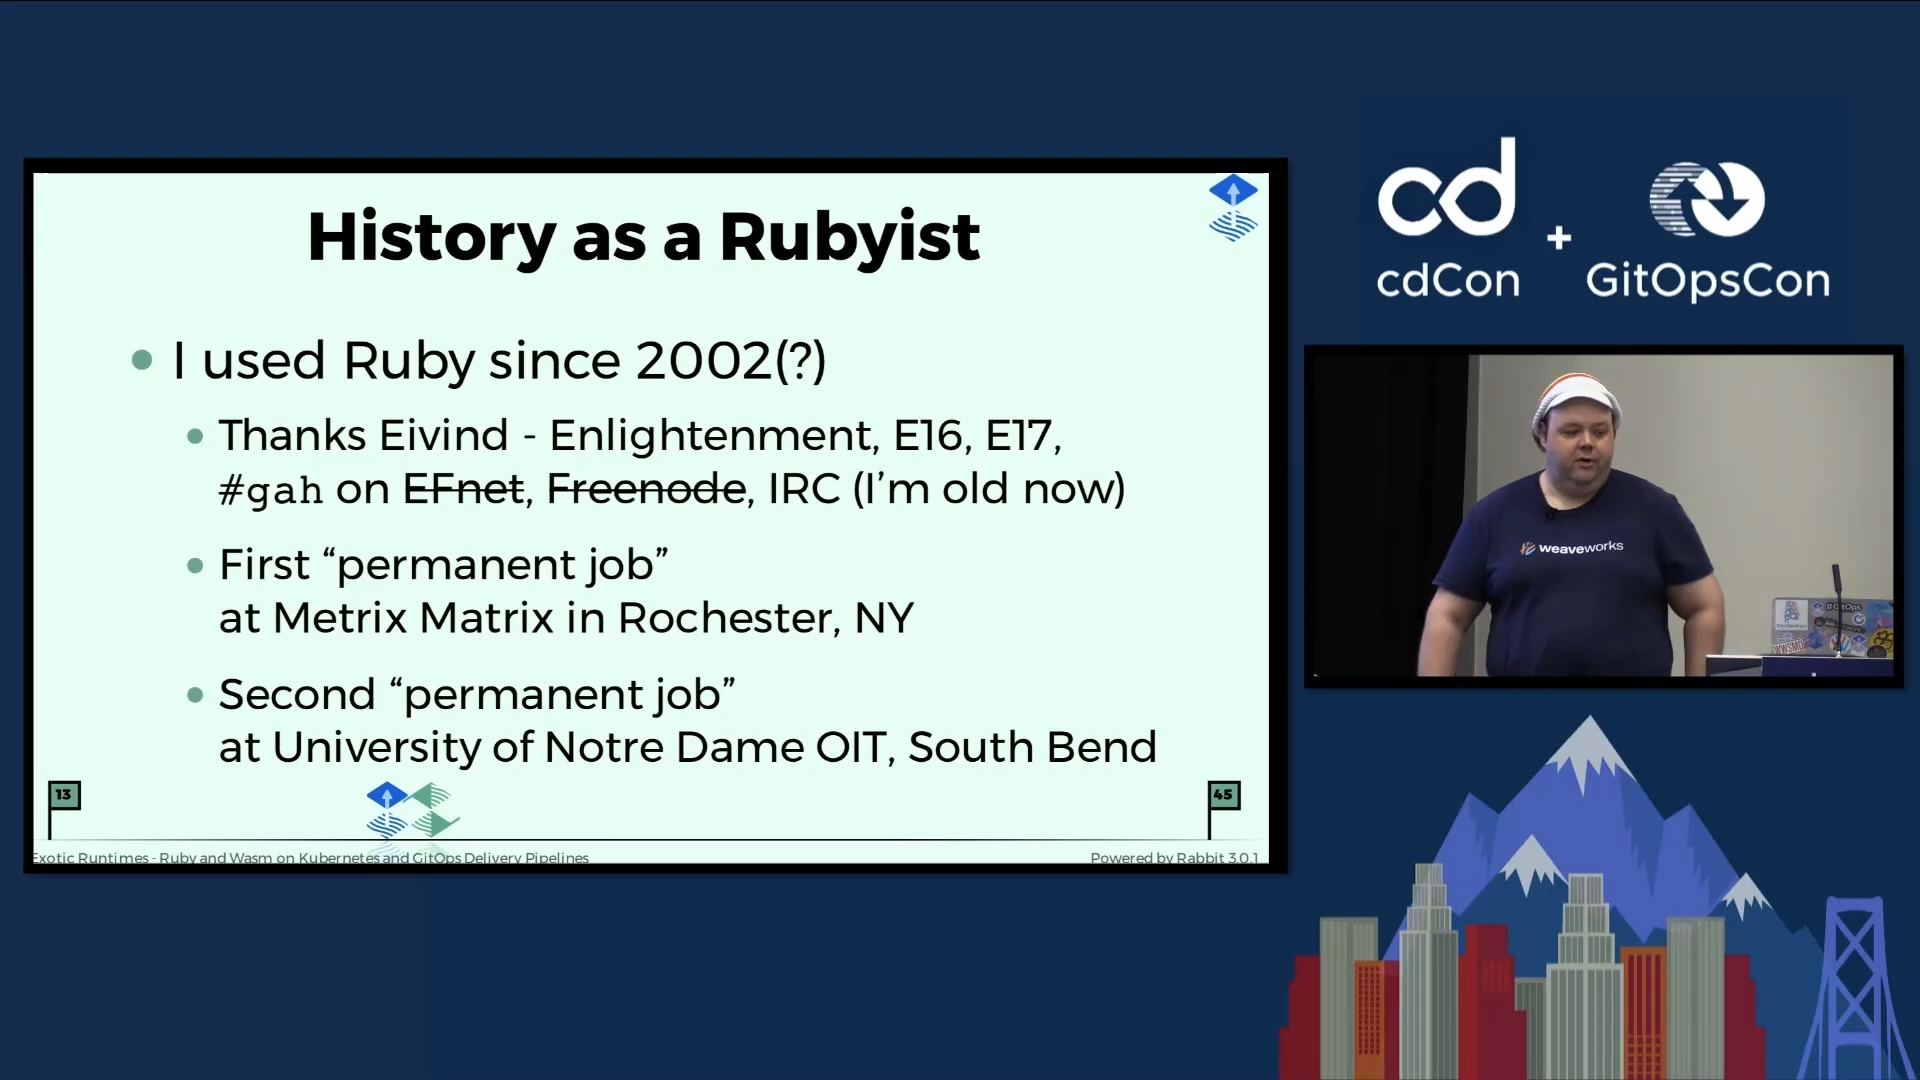 History as a Rubyist
I used Ruby since 2002(?)
Thanks Eivind - Enlightenment, E16, E17,
#gah on EFnet, Freenode, IRC (I’m old now)
First “permanent job”
at Metrix Matrix in Rochester, NY
Second “permanent job”
at University of Notre Dame OIT, South Bend
13
45
Exotic Runtimes - Ruby and Wasm on Kubernetes and GitOps Delivery Pipelines
Powered by Rabbit 3.0.1
cd + 
cdCon
GitOpsCon
weaveworks
#GitOps